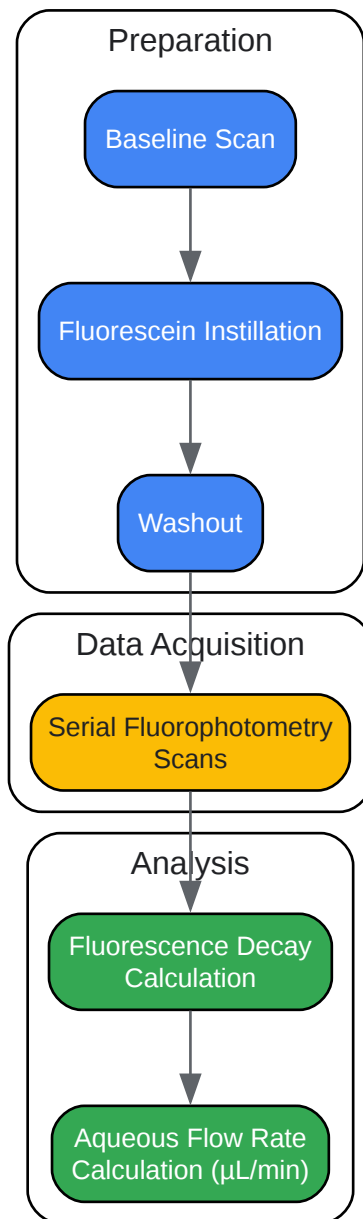 Preparation
Baseline Scan
Fluorescein Instillation
Washout
Data Acquisition
Serial Fluorophotometry
Scans
Analysis
Fluorescence Decay
Calculation
Aqueous Flow Rate
Calculation (µL/min)